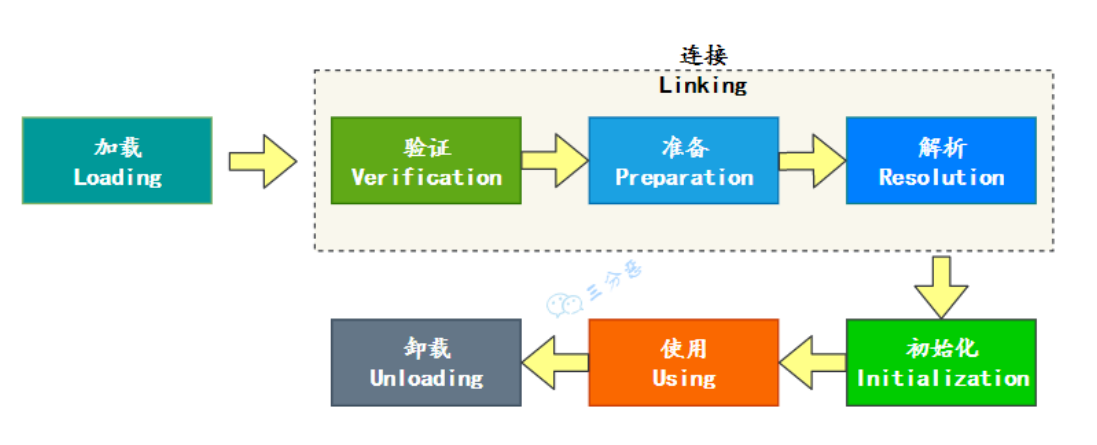 连接
Linking
加载
Loading
验证
Verification
准备
Preparation
解析
Resolution
三分恶
初始化
Initialization
使用
Using
卸载
Unloading